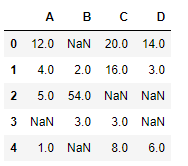 A B C D
0 12.0 NaN 20.0 14.0
1 4.0 2.0 16.0 3.0
2 5.0 54.0 NaN NaN
3 NaN 3.0 3.0 NaN
4 1.0 NaN 8.0 6.0